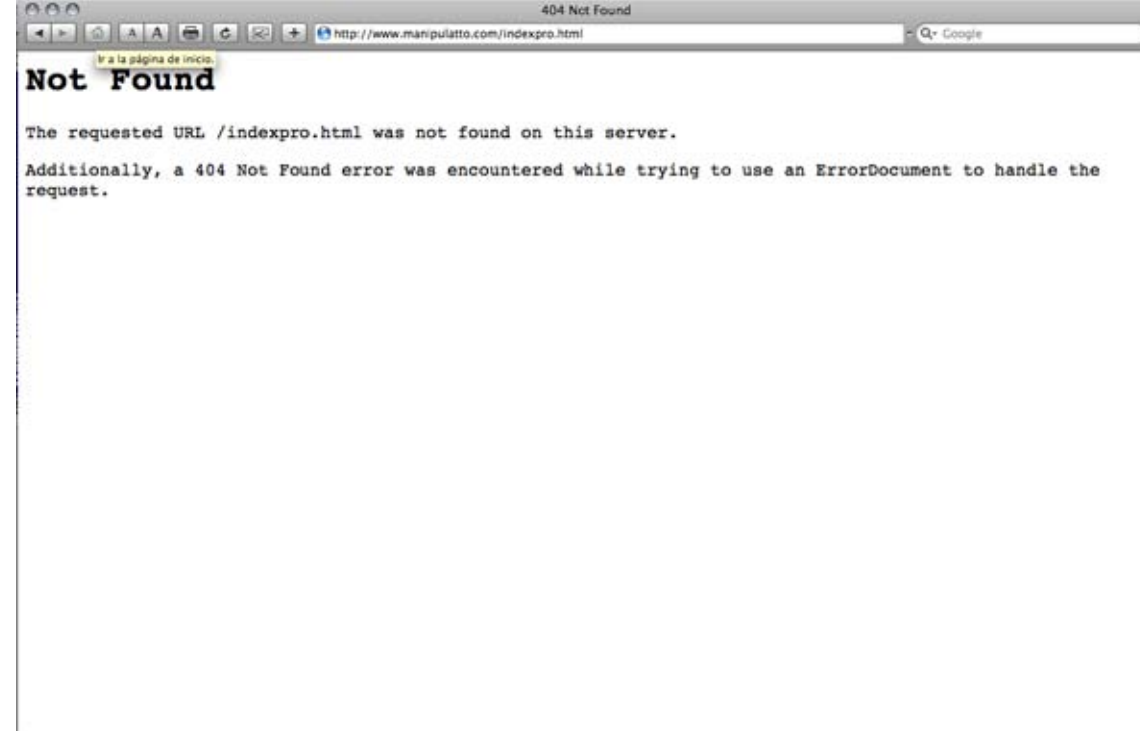 404 Not Found
A A
http://www.manipulatto.com/indexpro.html
Google
Ir a la página de inicio.
Not Found
The requested URL /indexpro.html was not found on this server.
Additionally, a 404 Not Found error was encountered while trying to use an ErrorDocument to handle the
request.